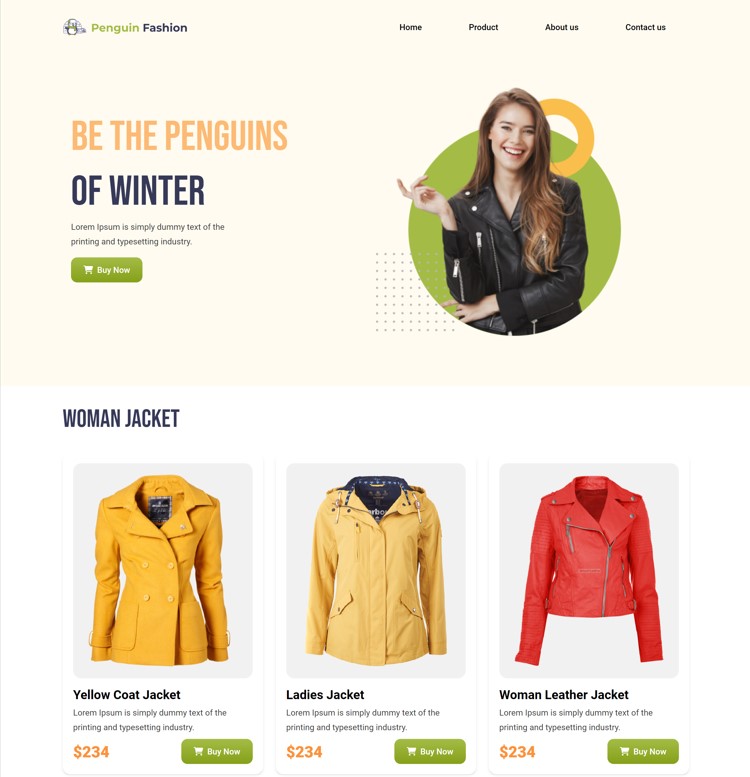 Penguin Fashion
Home Product About us Contact us
BE THE PENGUINS
OF WINTER
Lorem Ipsum is simply dummy text of the
printing and typesetting industry.
Buy Now
WOMAN JACKET
Yellow Coat Jacket
Lorem Ipsum is simply dummy text of the
printing and typesetting industry.
$234 Buy Now
Ladies Jacket
Lorem Ipsum is simply dummy text of the
printing and typesetting industry.
$234 Buy Now
Woman Leather Jacket
Lorem Ipsum is simply dummy text of the
printing and typesetting industry.
$234 Buy Now